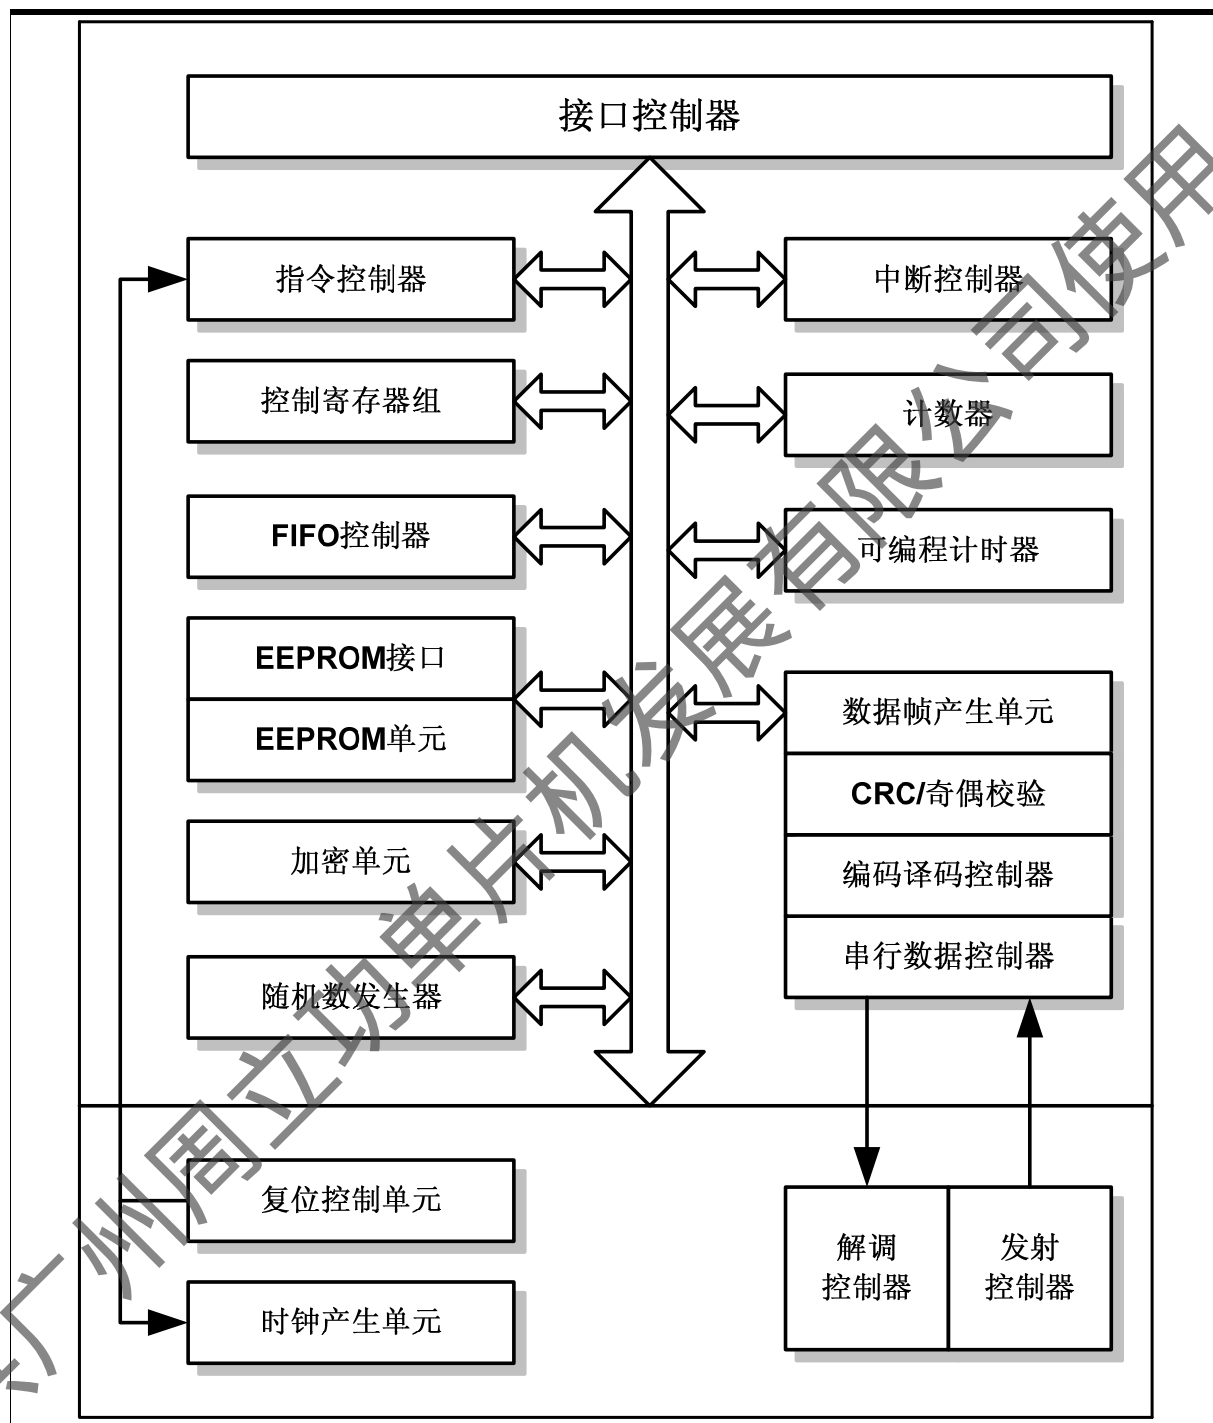 接口控制器
指令控制器
中断控制器
控制寄存器组
计数器
FIFO控制器
可编程计时器
EEPROM接口
EEPROM单元
数据帧产生单元
CRC/奇偶校验
编码译码控制器
串行数据控制器
加密单元
随机数发生器
复位控制单元
时钟产生单元
解调
控制器
发射
控制器
广州周立功单片机发展有限公司使用